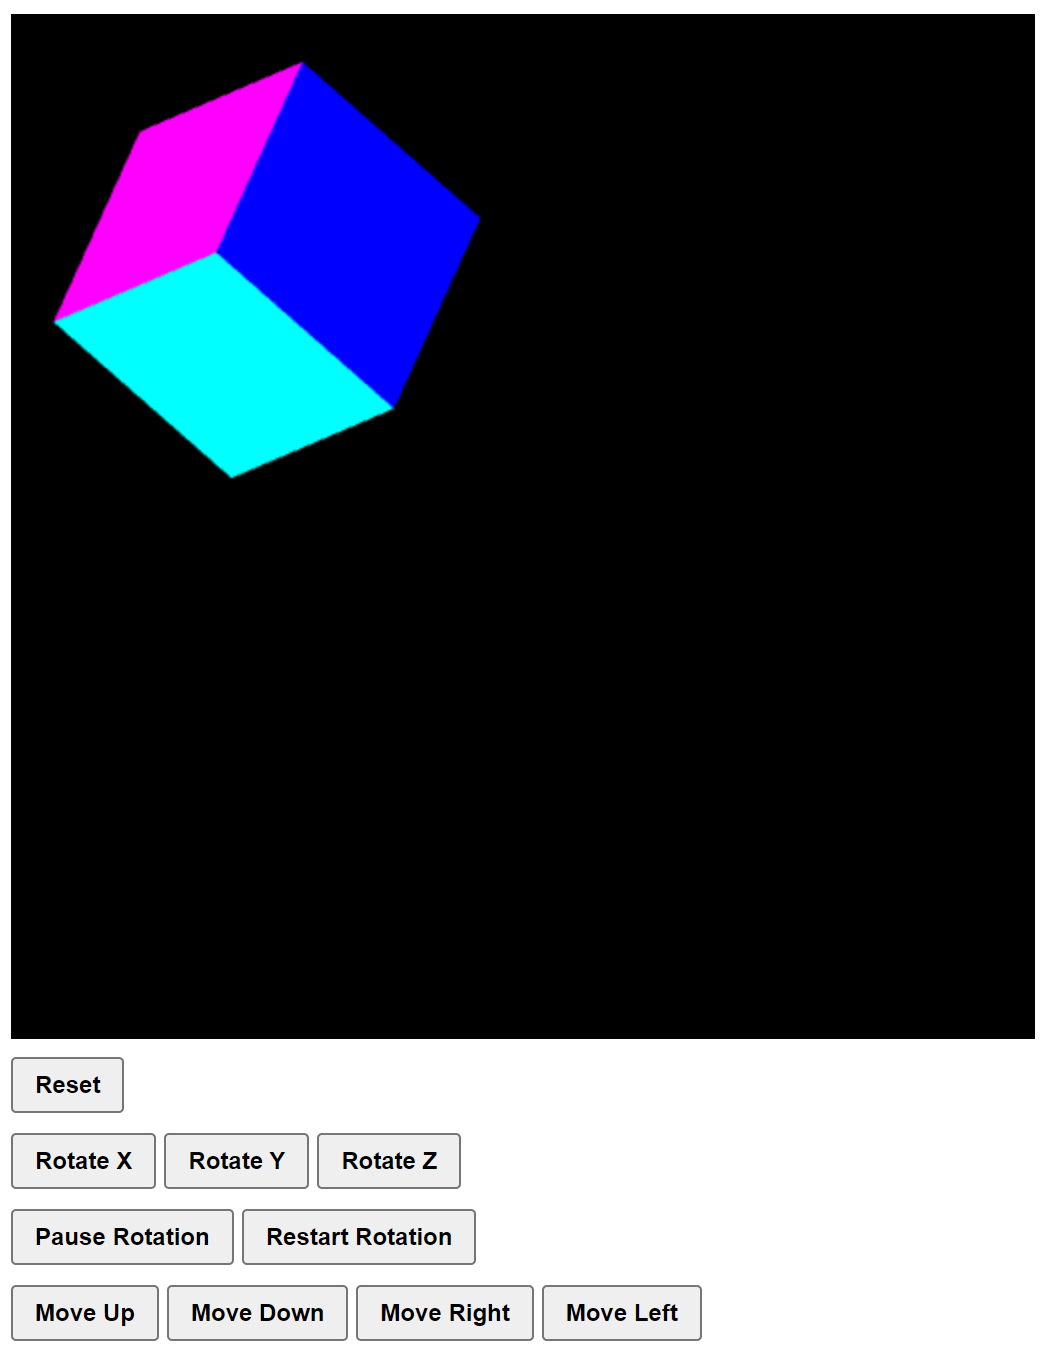 Reset
Rotate X Rotate Y Rotate Z
Pause Rotation Restart Rotation
Move Up Move Down Move Right Move Left